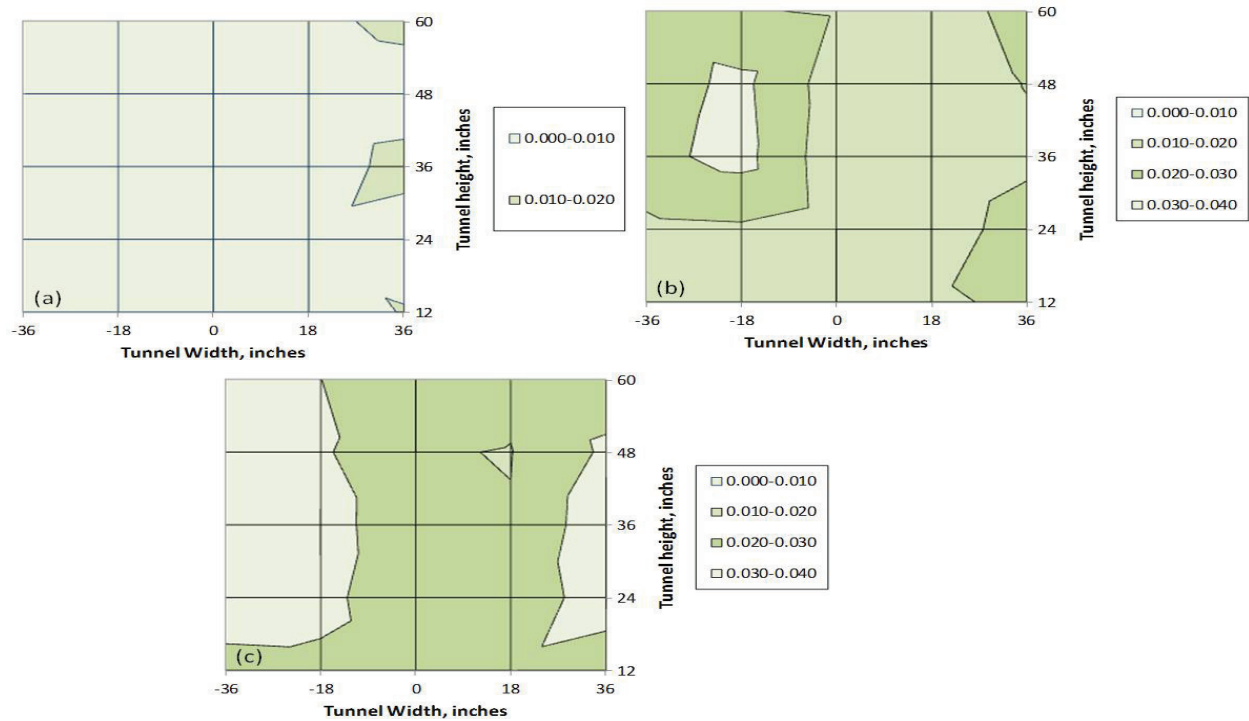 60
48
36
24
12
-36 -18 0 18 36
Tunnel Width, inches
Tunnel height, inches
(a)
0.000-0.010
0.010-0.020
60
48
36
24
12
-36 -18 0 18 36
Tunnel Width, inches
Tunnel height, inches
(b)
0.000-0.010
0.010-0.020
0.020-0.030
0.030-0.040
60
48
36
24
12
-36 -18 0 18 36
Tunnel Width, inches
Tunnel height, inches
(c)
0.000-0.010
0.010-0.020
0.020-0.030
0.030-0.040